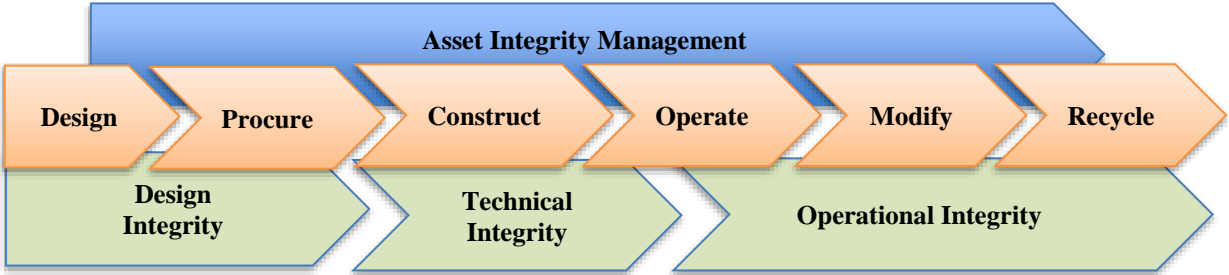 Asset Integrity Management
Design
Procure
Construct
Operate
Modify
Recycle
Design
Integrity
Technical
Integrity
Operational Integrity